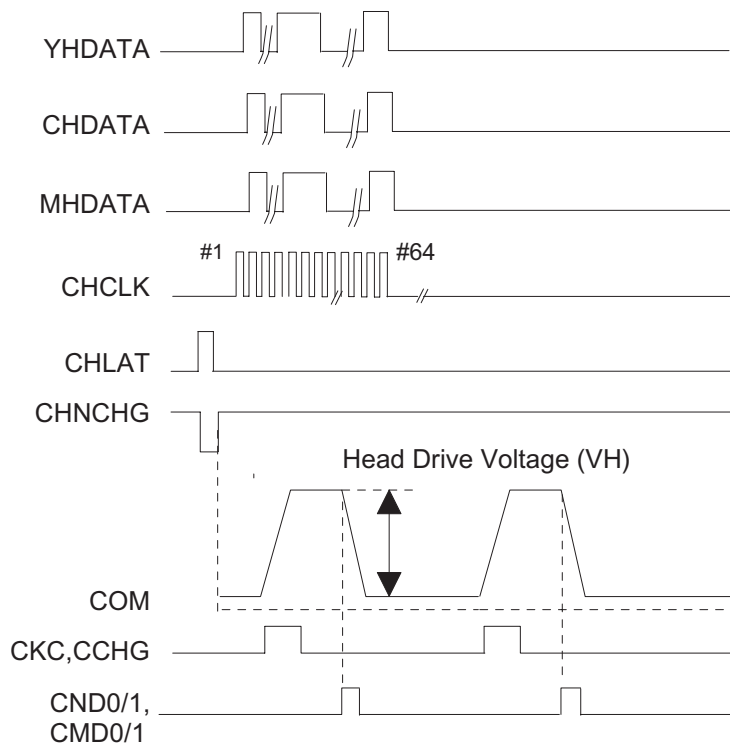 YHDATA
CHDATA
MHDATA
#1
#64
CHCLK
CHLAT
CHNCHG
Head Drive Voltage (VH)
COM
CKC,CCHG
CND0/1,
CMD0/1